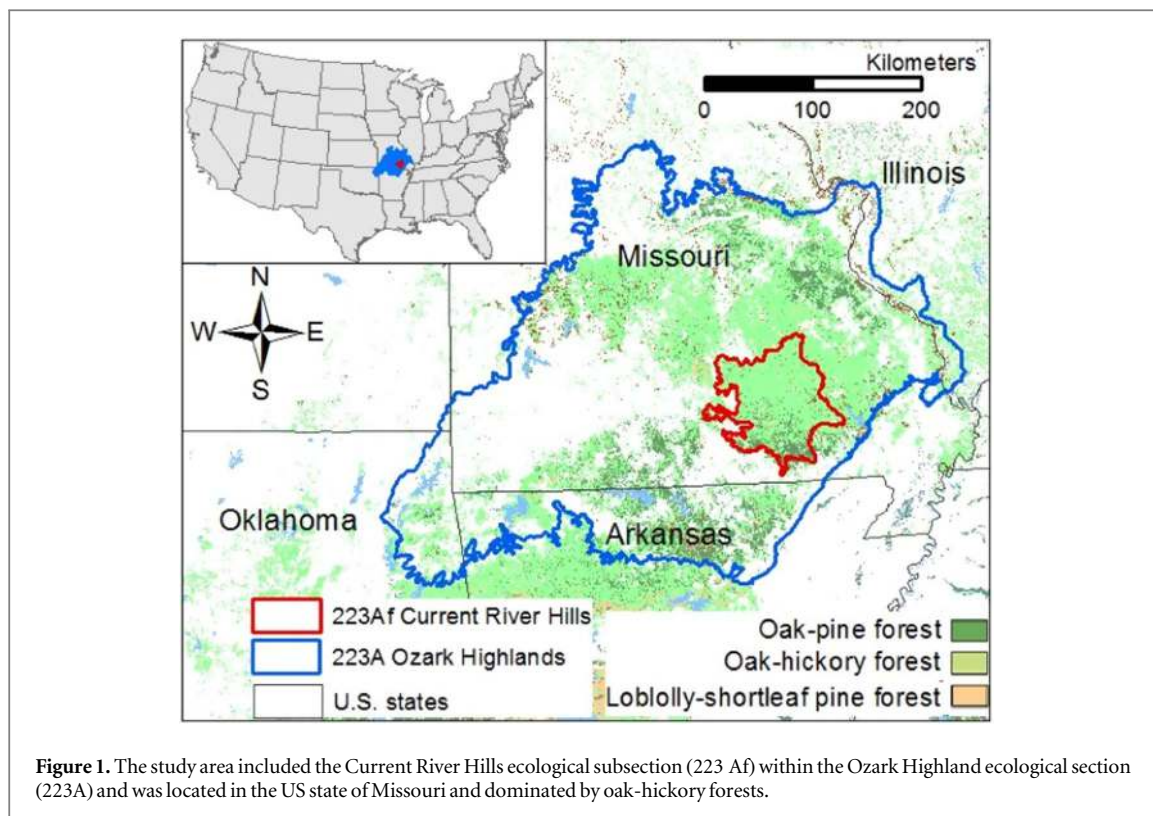 Kilometers
0 100 200
Illinois
Missouri
N
W E
S
Oklahoma
Arkansas
223Af Current River Hills
223A Ozark Highlands
U.S. states
Oak-pine forest
Oak-hickory forest
Loblolly-shortleaf pine forest
Figure 1. The study area included the Current River Hills ecological subsection (223 Af) within the Ozark Highland ecological section
(223A) and was located in the US state of Missouri and dominated by oak-hickory forests.